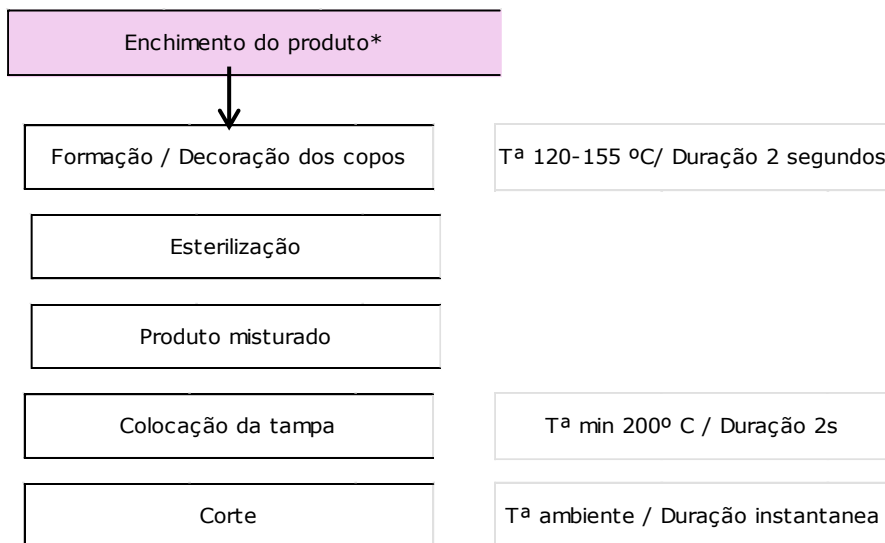 Enchimento do produto*
Formação / Decoração dos copos
Tª 120-155 ºC/ Duração 2 segundos
Esterilização
Produto misturado
Colocação da tampa
Tª min 200º C / Duração 2s
Corte
Tª ambiente / Duração instantanea